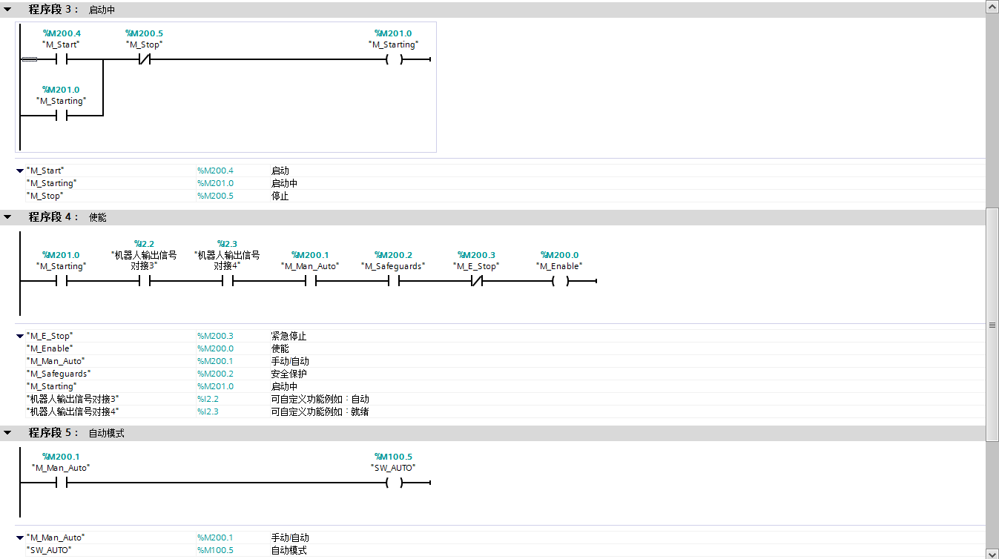 程序段 3： 启动中
%M200.4 %M200.5 %M201.0
"M_Start" "M_Stop" "M_Starting"
%M201.0
"M_Starting"
"M_Start" %M200.4 启动
"M_Starting" %M201.0 启动中
"M_Stop" %M200.5 停止
程序段 4： 使能
%I2.2 %I2.3
%M201.0 "机器人输出信号 "机器人输出信号 %M200.1 %M200.2 %M200.3 %M200.0
"M_Starting" 对接3" 对接4" "M_Man_Auto" "M_Safeguards" "M_E_Stop" "M_Enable"
"M_E_Stop" %M200.3 紧急停止
"M_Enable" %M200.0 使能
"M_Man_Auto" %M200.1 手动/自动
"M_Safeguards" %M200.2 安全保护
"M_Starting" %M201.0 启动中
"机器人输出信号对接3" %I2.2 可自定义功能例如：自动
"机器人输出信号对接4" %I2.3 可自定义功能例如：就绪
程序段 5： 自动模式
%M200.1 %M100.5
"M_Man_Auto" "SW_AUTO"
"M_Man_Auto" %M200.1 手动/自动
"SW_AUTO" %M100.5 自动模式